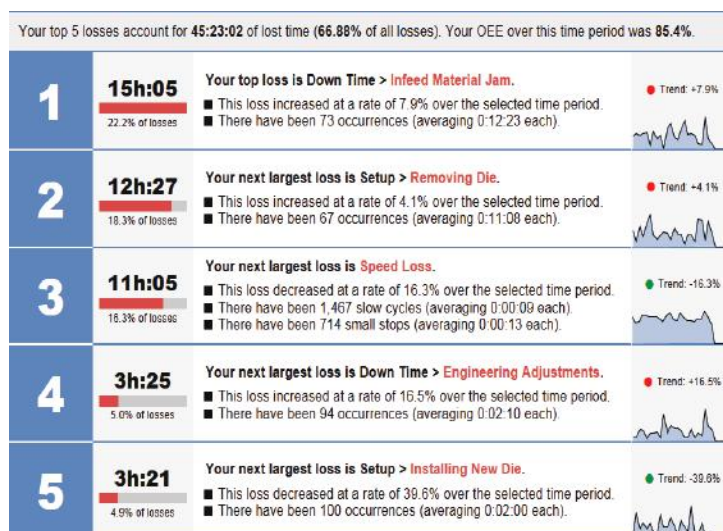 Your top 5 losses account for 45:23:02 of lost time (66.88% of all losses). Your OEE over this time period was 85.4%.
1
15h:05
22.2% of losses
Your top loss is Down Time > Infeed Material Jam.
■ This loss increased at a rate of 7.9% over the selected time period.
■ There have been 73 occurrences (averaging 0:12:23 each).
Trend: +7.9%
2
12h:27
18.3% of losses
Your next largest loss is Setup > Removing Die.
■ This loss increased at a rate of 4.1% over the selected time period.
■ There have been 67 occurrences (averaging 0:11:08 each).
Trend: +4.1%
3
11h:05
16.3% of losses
Your next largest loss is Speed Loss.
■ This loss decreased at a rate of 16.3% over the selected time period.
■ There have been 1,467 slow cycles (averaging 0:00:09 each).
■ There have been 714 small stops (averaging 0:00:13 each).
Trend: -16.3%
4
3h:25
5.0% of losses
Your next largest loss is Down Time > Engineering Adjustments.
■ This loss increased at a rate of 16.5% over the selected time period.
■ There have been 94 occurrences (averaging 0:02:10 each).
Trend: +16.5%
5
3h:21
4.9% of losses
Your next largest loss is Setup > Installing New Die.
■ This loss decreased at a rate of 39.6% over the selected time period.
■ There have been 100 occurrences (averaging 0:02:00 each).
Trend: -39.6%